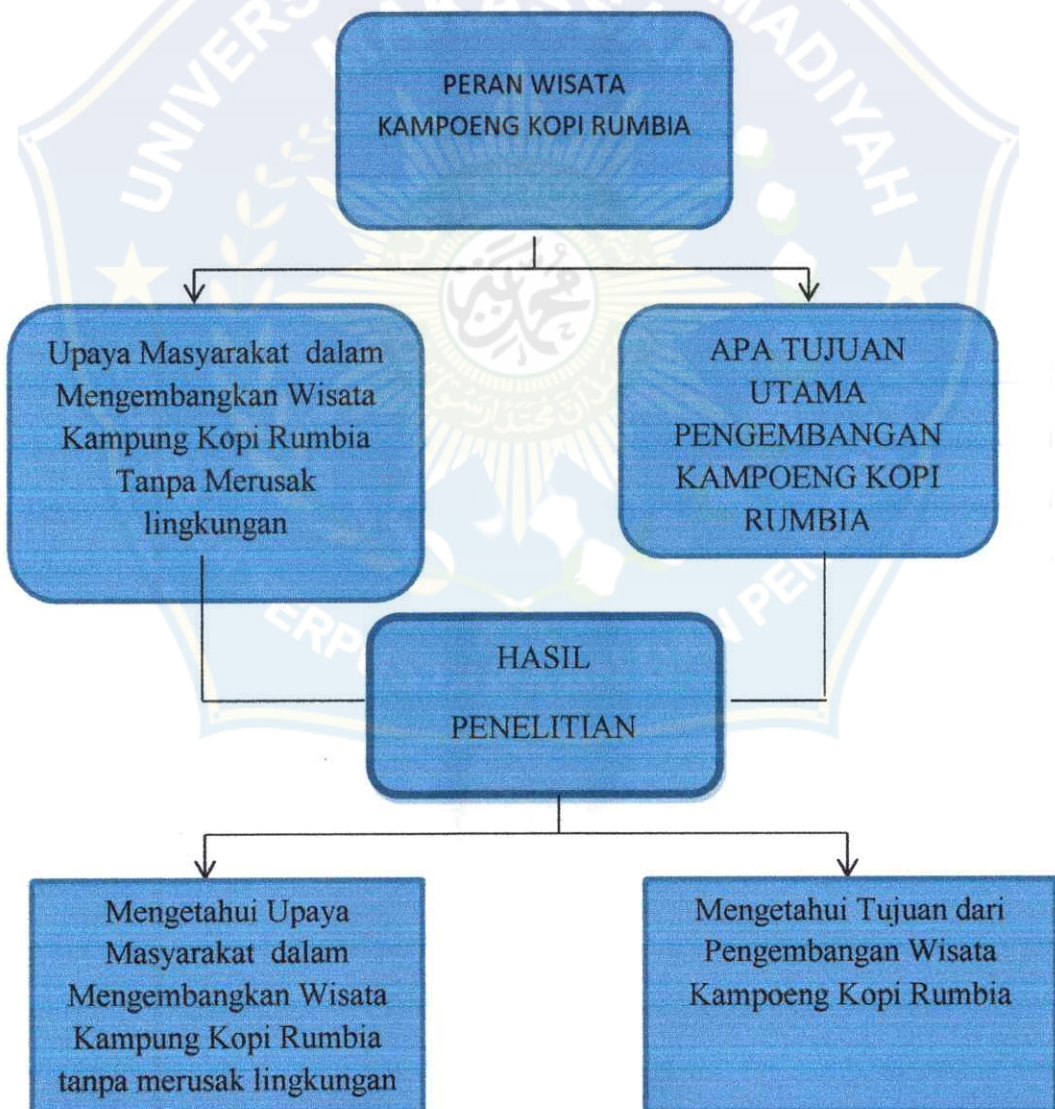 PERAN WISATA
KAMPOENG KOPI RUMBIA
Upaya Masyarakat dalam
Mengembangkan Wisata
Kampung Kopi Rumbia
Tanpa Merusak
lingkungan
APA TUJUAN
UTAMA
PENGEMBANGAN
KAMPOENG KOPI
RUMBIA
HASIL
PENELITIAN
Mengetahui Upaya
Masyarakat dalam
Mengembangkan Wisata
Kampung Kopi Rumbia
tanpa merusak lingkungan
Mengetahui Tujuan dari
Pengembangan Wisata
Kampoeng Kopi Rumbia